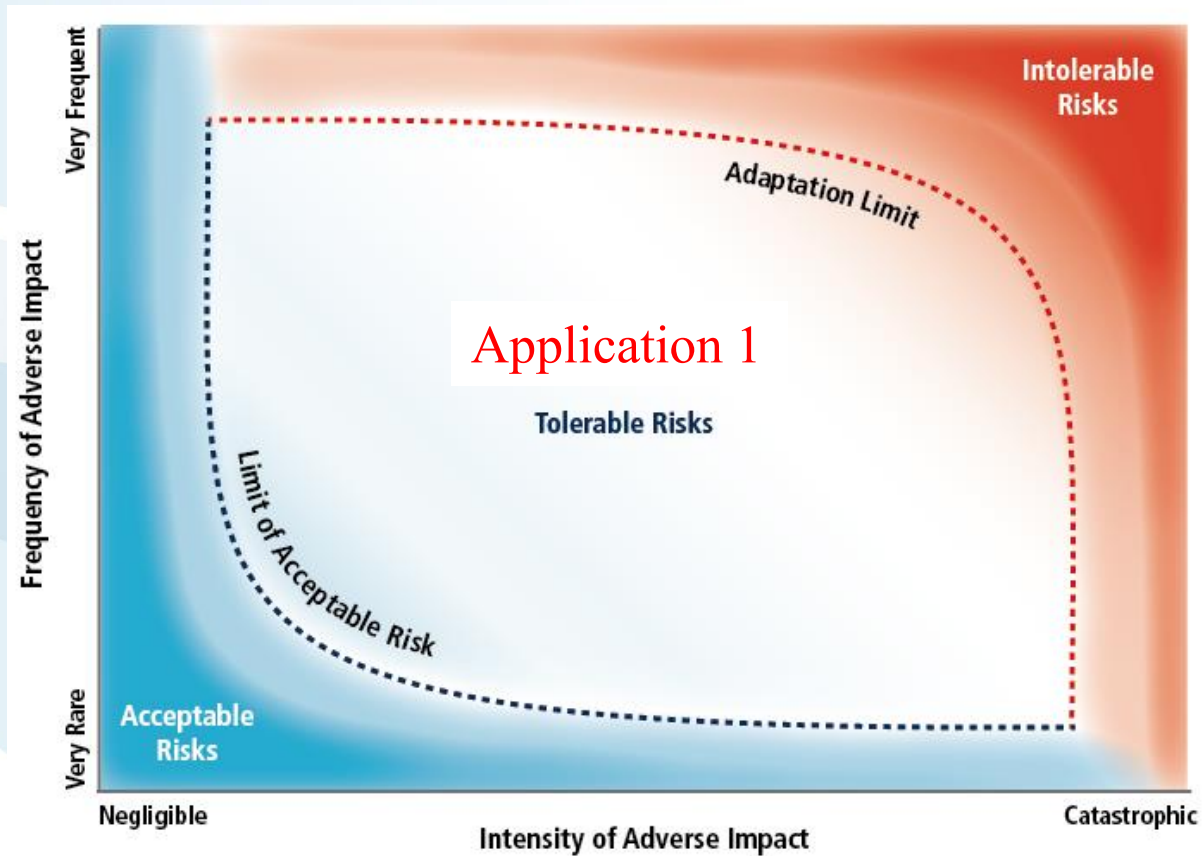 Very Frequent
Intolerable
Risks
Adaptation Limit
Frequency of Adverse Impact
Application 1
Tolerable Risks
Limit of Acceptable Risk
Very Rare
Acceptable
Risks
Negligible
Catastrophic
Intensity of Adverse Impact